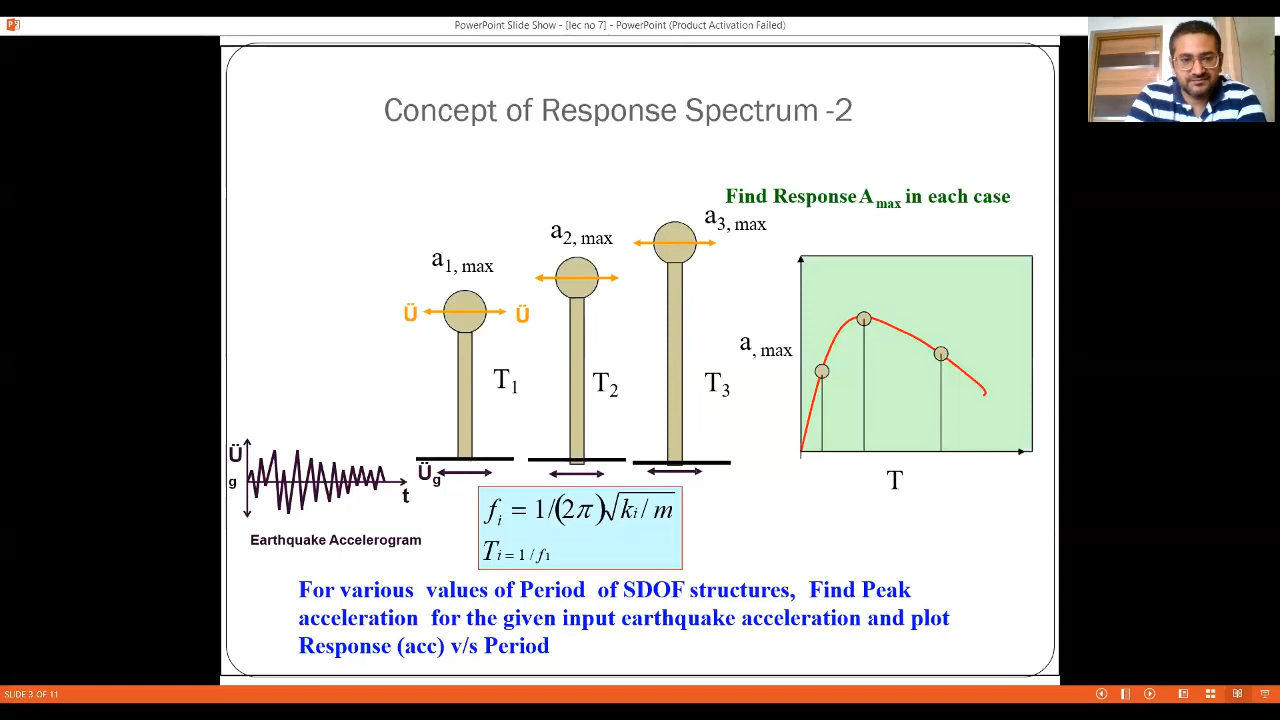 PowerPoint Slide Show - [lec no 7] - PowerPoint (Product Activation Failed)
Concept of Response Spectrum -2
Find Response A max in each case
a1, max
a2, max
a3, max
Ü
Ü
a, max
T1
T2
T3
Ü
g
t
Üg
T
Earthquake Accelerogram
fi = 1/(2π)√ki / m
Ti = 1 / f1
For various values of Period of SDOF structures, Find Peak
acceleration for the given input earthquake acceleration and plot
Response (acc) v/s Period
SLIDE 3 OF 11